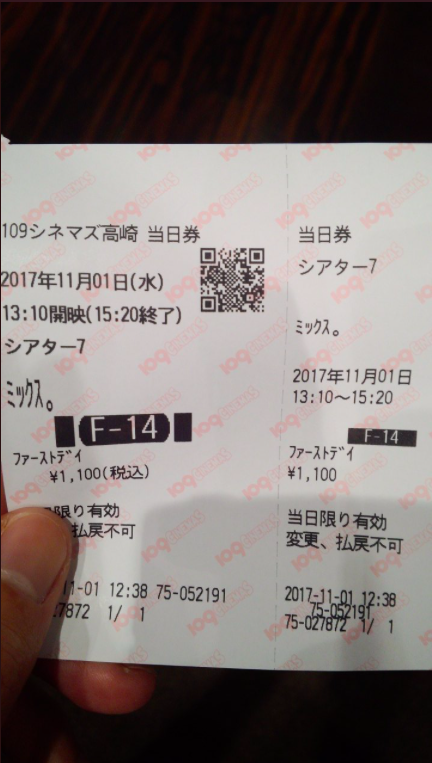 109シネマズ高崎 当日券
2017年11月01日(水)
13:10開映(15:20終了)
シアター7
ミックス。
F-14
ファーストデイ
¥1,100(税込)
限り有効
払戻不可
11-01 12:38 75-052191
27872 1/ 1
当日券
シアター7
ミックス。
2017年11月01日
13:10～15:20
F-14
ファーストデイ
¥1,100
当日限り有効
変更、払戻不可
2017-11-01 12:38
75-052191
75-027872 1/ 1
109 CINEMAS